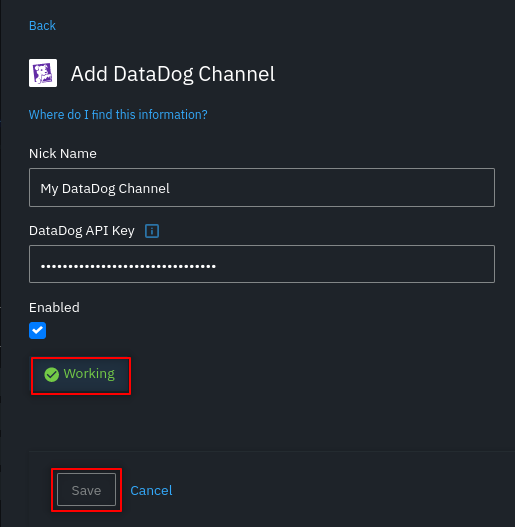 Back
Add DataDog Channel
Where do I find this information?
Nick Name
My DataDog Channel
DataDog API Key
••••••••••••••••••••••••••••••••
Enabled
Working
Save Cancel